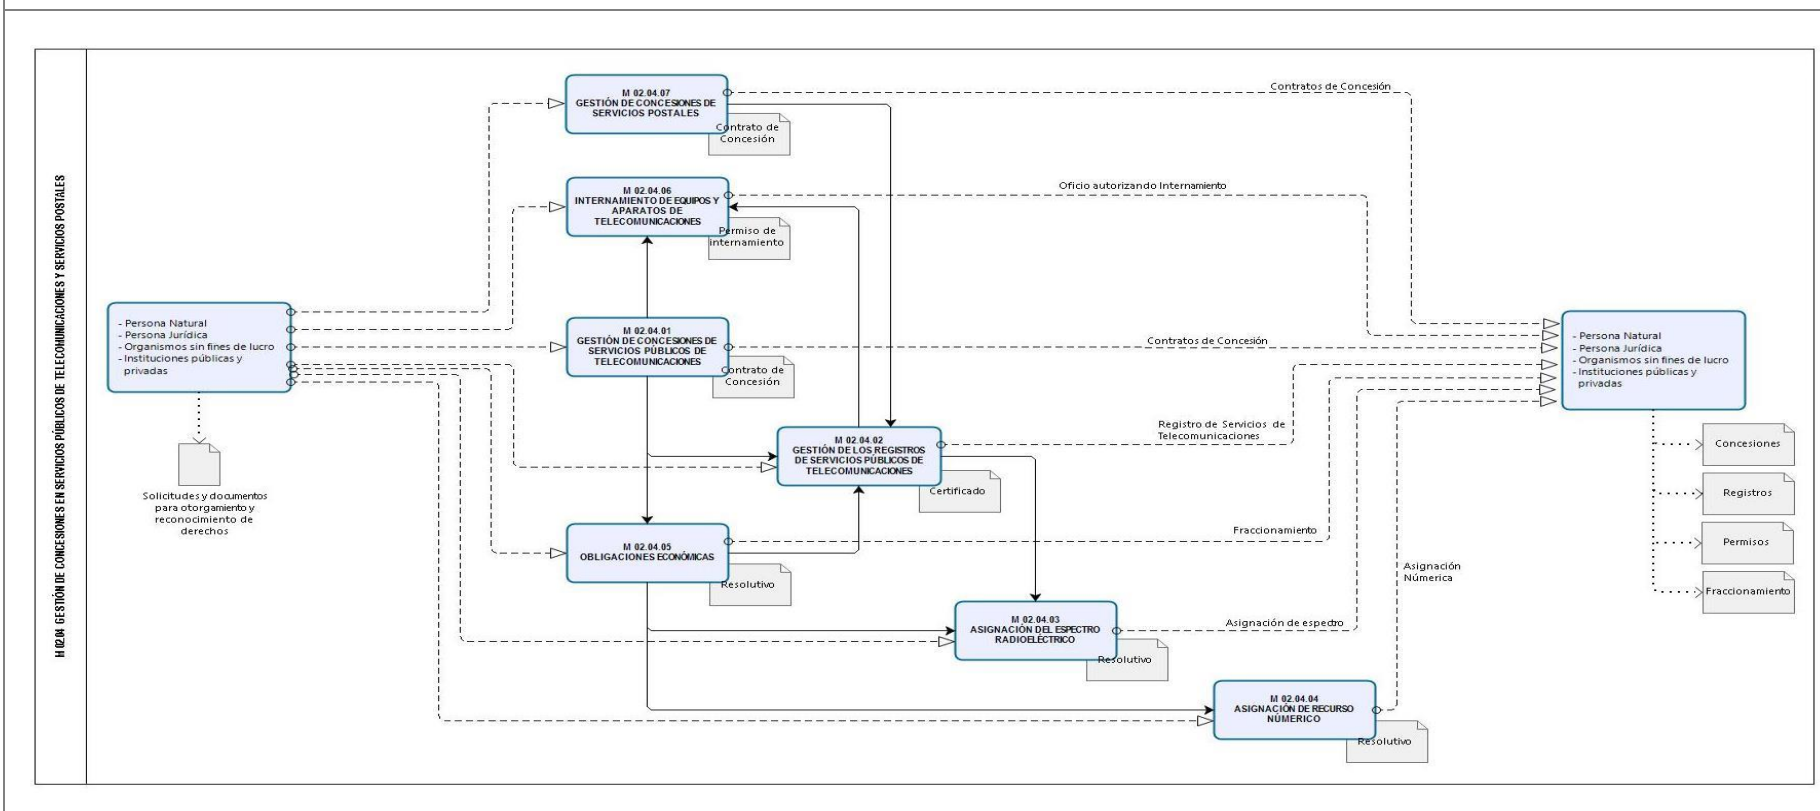 M 02.04 GESTIÓN DE CONCESIONES EN SERVICIOS PÚBLICOS DE TELECOMUNICACIONES Y SERVICIOS POSTALES
- Persona Natural
- Persona Jurídica
- Organismos sin fines de lucro
- Instituciones públicas y
privadas
Solicitudes y documentos
para otorgamiento y
reconocimiento de
derechos
M 02.04.07
GESTIÓN DE CONCESIONES DE
SERVICIOS POSTALES
Contrato de
Concesión
Contratos de Concesión
M 02.04.06
INTERNAMIENTO DE EQUIPOS Y
APARATOS DE
TELECOMUNICACIONES
Permiso de
internamiento
Oficio autorizando Internamiento
M 02.04.01
GESTIÓN DE CONCESIONES DE
SERVICIOS PÚBLICOS DE
TELECOMUNICACIONES
Contrato de
Concesión
Contratos de Concesión
M 02.04.02
GESTIÓN DE LOS REGISTROS
DE SERVICIOS PÚBLICOS DE
TELECOMUNICACIONES
Certificado
Registro de Servicios de
Telecomunicaciones
M 02.04.05
OBLIGACIONES ECONÓMICAS
Resolutivo
Fraccionamiento
M 02.04.03
ASIGNACIÓN DEL ESPECTRO
RADIOELÉCTRICO
Resolutivo
Asignación de espectro
M 02.04.04
ASIGNACIÓN DE RECURSO
NÚMERICO
Resolutivo
Asignación
Númerica
- Persona Natural
- Persona Jurídica
- Organismos sin fines de lucro
- Instituciones públicas y
privadas
Concesiones
Registros
Permisos
Fraccionamiento